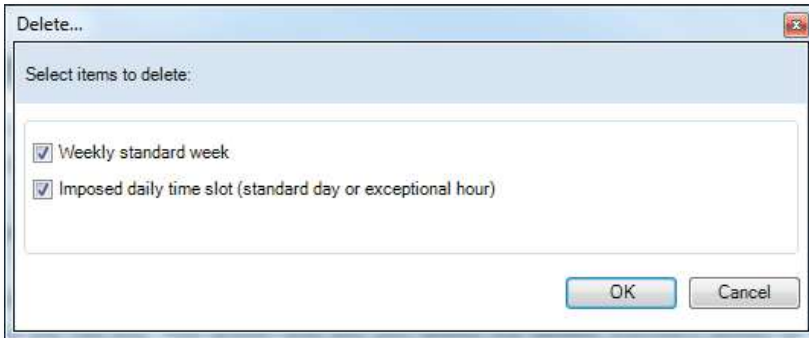 Delete...
Select items to delete:
Weekly standard week
Imposed daily time slot (standard day or exceptional hour)
OK Cancel